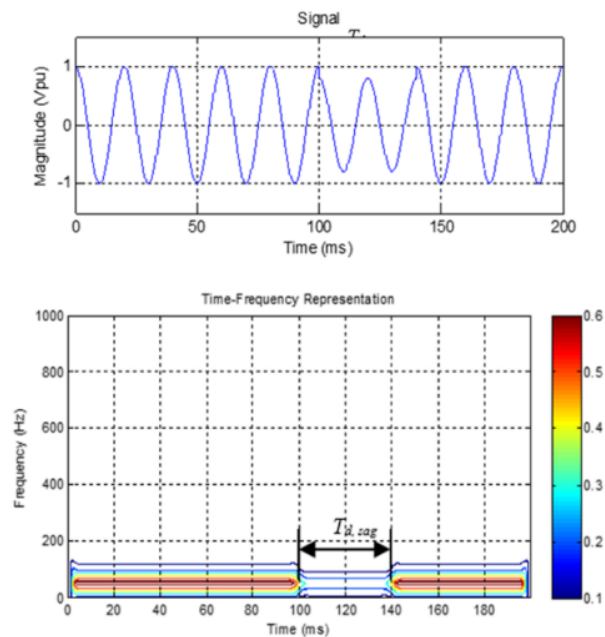 Signal
Magnitude (Vpu)
1
0
-1
0 50 100 150 200
Time (ms)
Time-Frequency Representation
Frequency (Hz)
1000
800
600
400
200
0
T_d, sag
0 20 40 60 80 100 120 140 160 180
Time (ms)
0.6
0.5
0.4
0.3
0.2
0.1